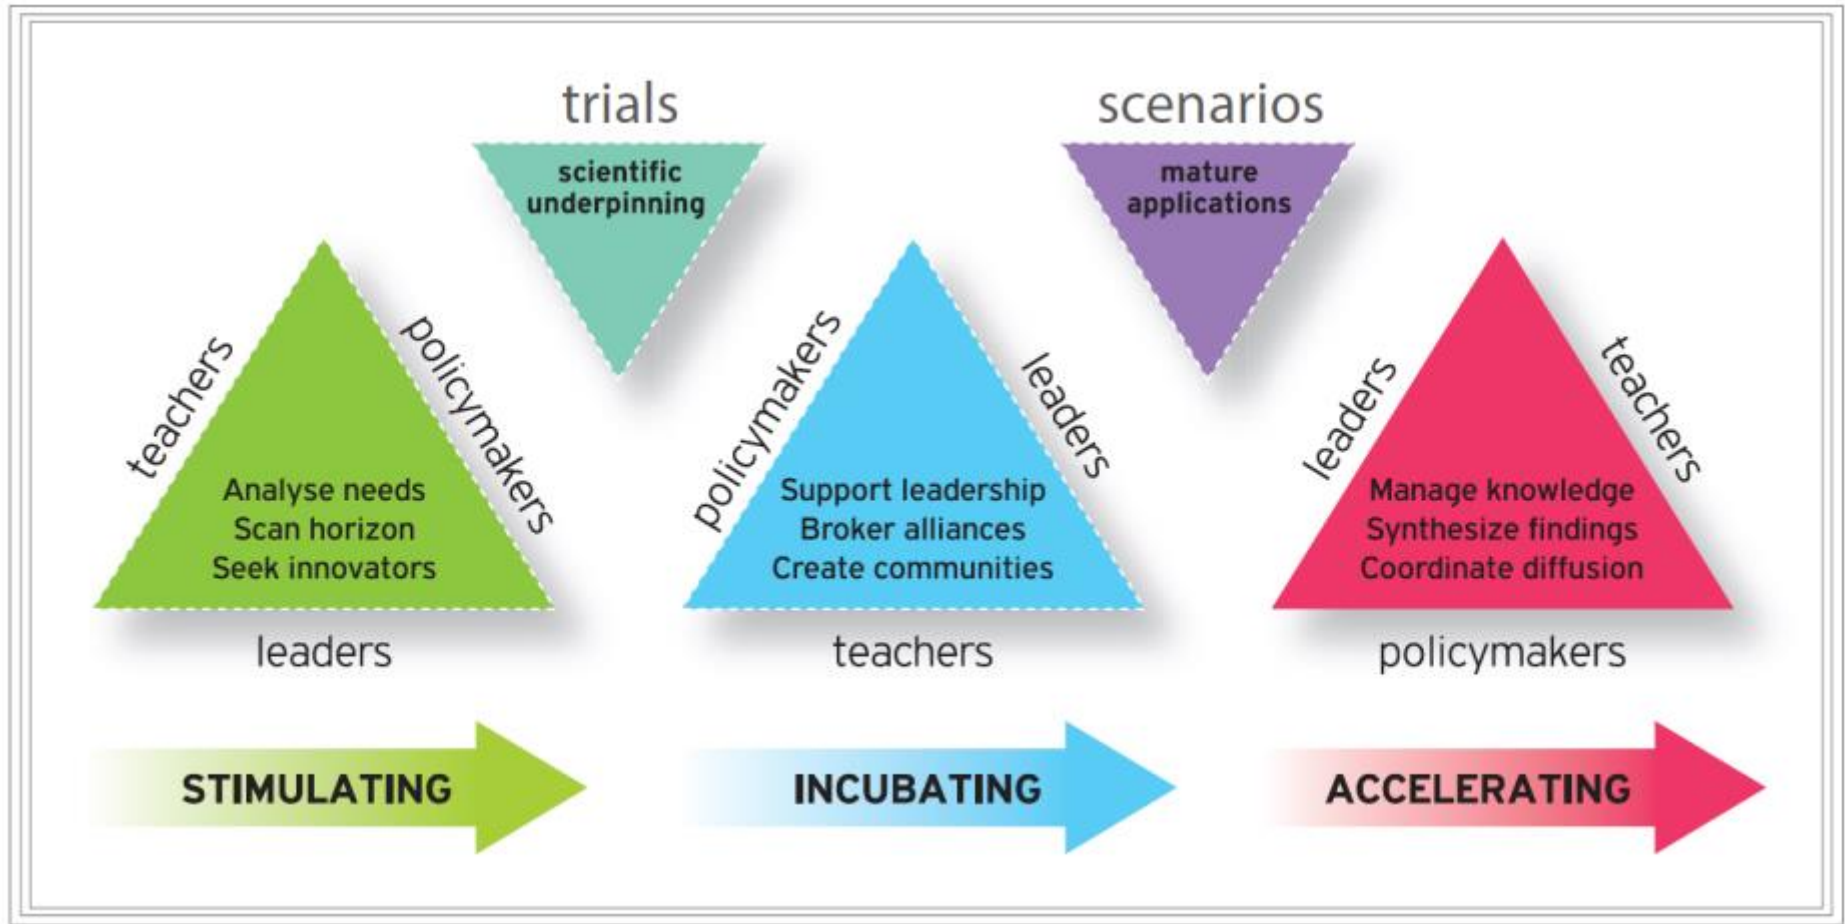 trials
scientific
underpinning
scenarios
mature
applications
teachers
policymakers
Analyse needs
Scan horizon
Seek innovators
leaders
policymakers
leaders
Support leadership
Broker alliances
Create communities
teachers
leaders
teachers
Manage knowledge
Synthesize findings
Coordinate diffusion
policymakers
STIMULATING
INCUBATING
ACCELERATING